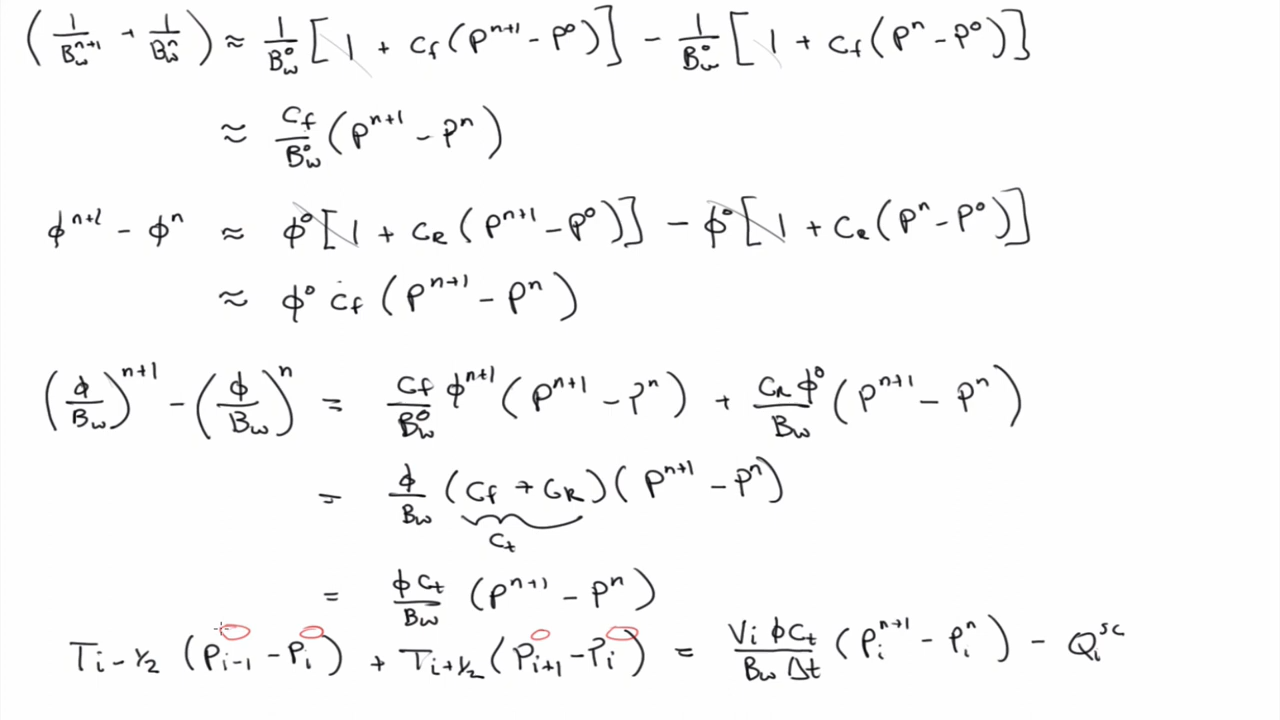 (1/B_w^{n+1} + 1/B_w^n) ≈ 1/B_w^o [1 + C_f (P^{n+1} - P^o)] - 1/B_w^o [1 + C_f (P^n - P^o)]
≈ C_f/B_w^o (P^{n+1} - P^n)
ϕ^{n+1} - ϕ^n ≈ ϕ^o [1 + C_R (P^{n+1} - P^o)] - ϕ^o [1 + C_R (P^n - P^o)]
≈ ϕ^o C_f (P^{n+1} - P^n)
(ϕ/B_w)^{n+1} - (ϕ/B_w)^n = C_f/B_w^o ϕ^{n+1} (P^{n+1} - P^n) + C_R ϕ^o/B_w (P^{n+1} - P^n)
= ϕ/B_w (C_f + C_R)(P^{n+1} - P^n)
C_t
= ϕ C_t/B_w (P^{n+1} - P^n)
T_{i-1/2} (P_{i-1} - P_i) + T_{i+1/2} (P_{i+1} - P_i) = V_i ϕ C_t/B_w Δt (P_i^{n+1} - P_i^n) - Q_i^{sc}